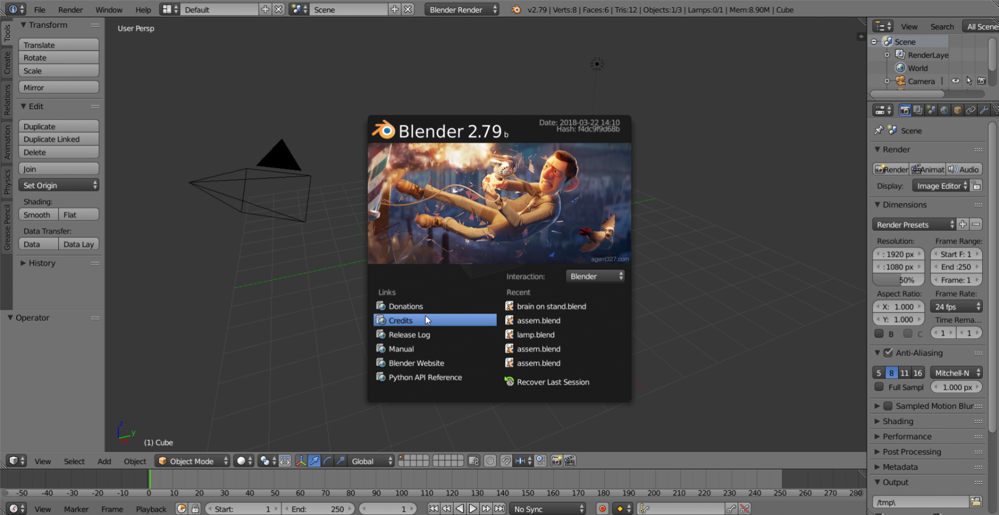 File Render Window Help Default Scene Blender Render v2.79 | Verts:8 | Faces:6 | Tris:12 | Objects:1/3 | Lamps:0/1 | Mem:8.90M | Cube
Tools
Create
Relations
Animation
Physics
Grease Pencil
Transform
Translate
Rotate
Scale
Mirror
Edit
Duplicate
Duplicate Linked
Delete
Join
Set Origin
Shading:
Smooth Flat
Data Transfer:
Data Data Lay
History
Operator
User Persp
Blender 2.79 b
Date: 2018-03-22 14:10
Hash: f4dc9f9d68b
agent327.com
Interaction: Blender
Links
Donations
Credits
Release Log
Manual
Blender Website
Python API Reference
Recent
brain on stand.blend
assem.blend
lamp.blend
assem.blend
assem.blend
Recover Last Session
z
y
(1) Cube
View Search All Scene
Scene
RenderLaye
World
Camera
Scene
Render
Render Animat Audio
Display: Image Editor
Dimensions
Render Presets
Resolution: Frame Range:
: 1920 px Start F: 1
:1080 px End :250
50% Frame: 1
Aspect Ratio: Frame Rate:
X: 1.000 24 fps
Y: 1.000 Time Rema...
B C 1 1
Anti-Aliasing
5 8 11 16 Mitchell-N
Full Sampl 1.000 px
Sampled Motion Blur
Shading
Performance
Post Processing
Metadata
Output
/tmp\
View Select Add Object Object Mode Global
-50 -40 -30 -20 -10 0 10 20 30 40 50 60 70 80 90 100 110 120 130 140 150 160 170 180 190 200 210 220 230 240 250 260 270 280
View Marker Frame Playback Start: 1 End: 250 1 No Sync